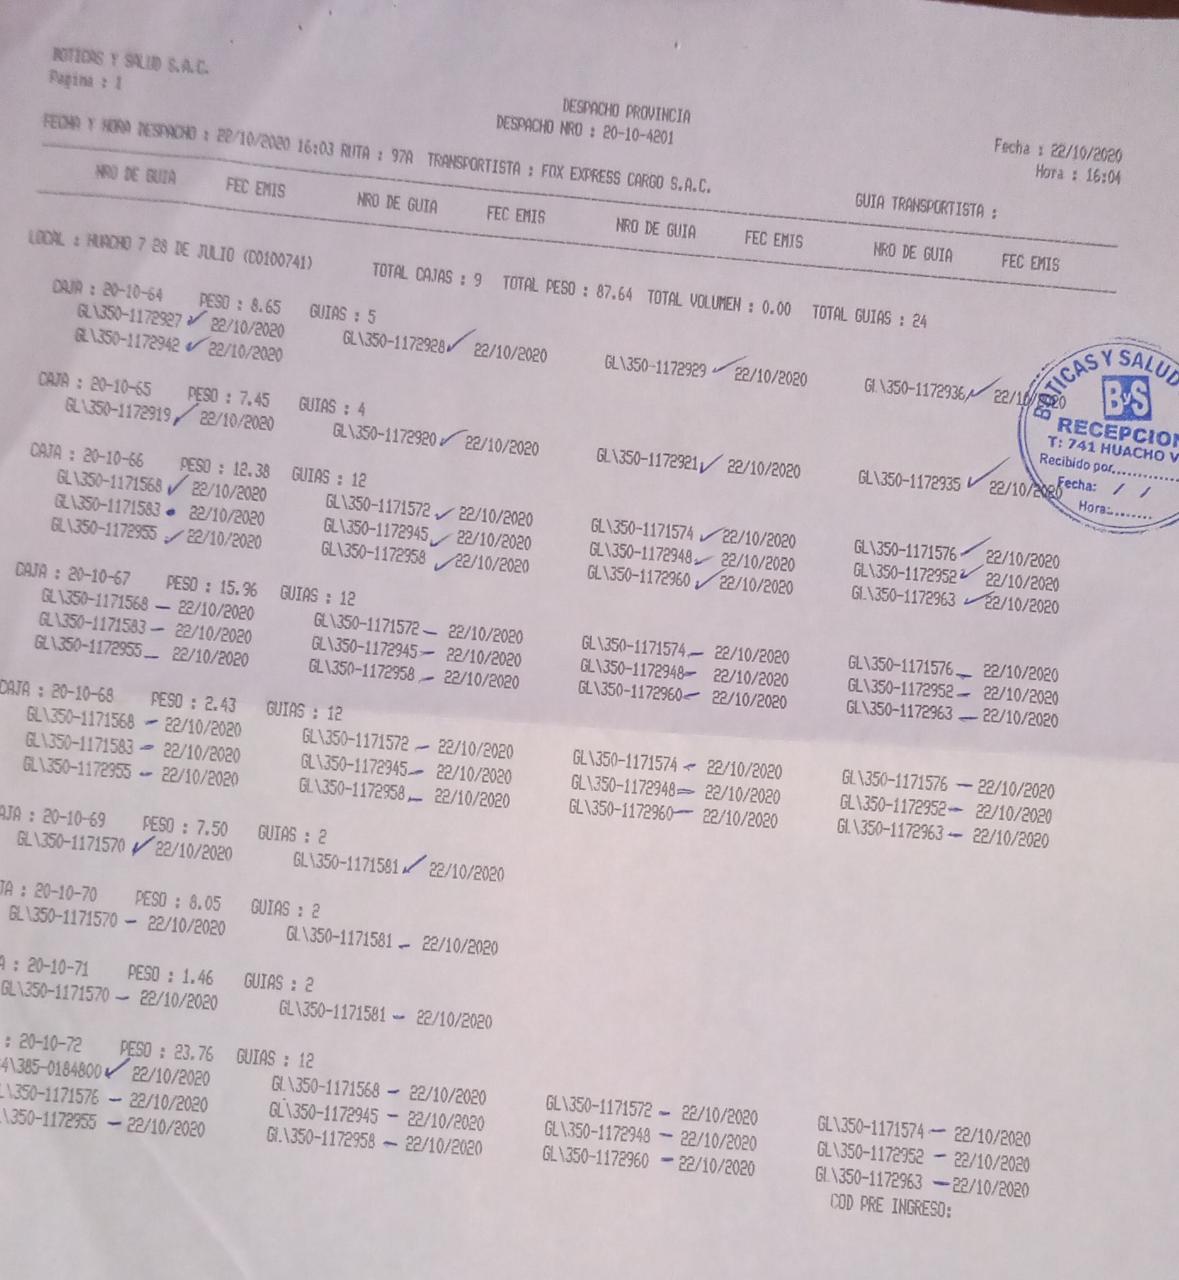 BOTICAS Y SALUD S.A.C.
Pagina : 1
DESPACHO PROVINCIA
DESPACHO NRO : 20-10-4201
Fecha : 22/10/2020
Hora : 16:04
FECHA Y HORA DESPACHO : 22/10/2020 16:03 RUTA : 97A TRANSPORTISTA : FOX EXPRESS CARGO S.A.C. GUIA TRANSPORTISTA :
NRO DE GUIA FEC EMIS NRO DE GUIA FEC EMIS NRO DE GUIA FEC EMIS NRO DE GUIA FEC EMIS
LOCAL : HUACHO 7 28 DE JULIO (C0100741) TOTAL CAJAS : 9 TOTAL PESO : 87.64 TOTAL VOLUMEN : 0.00 TOTAL GUIAS : 24
CAJA : 20-10-64 PESO : 8.65 GUIAS : 5
GL\350-1172927 22/10/2020 GL\350-1172928 22/10/2020 GL\350-1172929 22/10/2020 GL\350-1172936 22/10/2020
GL\350-1172942 22/10/2020
CAJA : 20-10-65 PESO : 7.45 GUIAS : 4
GL\350-1172919 22/10/2020 GL\350-1172920 22/10/2020 GL\350-1172921 22/10/2020 GL\350-1172935 22/10/2020
CAJA : 20-10-66 PESO : 12.38 GUIAS : 12
GL\350-1171568 22/10/2020 GL\350-1171572 22/10/2020 GL\350-1171574 22/10/2020 GL\350-1171576 22/10/2020
GL\350-1171583 22/10/2020 GL\350-1172945 22/10/2020 GL\350-1172948 22/10/2020 GL\350-1172952 22/10/2020
GL\350-1172955 22/10/2020 GL\350-1172958 22/10/2020 GL\350-1172960 22/10/2020 GL\350-1172963 22/10/2020
CAJA : 20-10-67 PESO : 15.96 GUIAS : 12
GL\350-1171568 22/10/2020 GL\350-1171572 22/10/2020 GL\350-1171574 22/10/2020 GL\350-1171576 22/10/2020
GL\350-1171583 22/10/2020 GL\350-1172945 22/10/2020 GL\350-1172948 22/10/2020 GL\350-1172952 22/10/2020
GL\350-1172955 22/10/2020 GL\350-1172958 22/10/2020 GL\350-1172960 22/10/2020 GL\350-1172963 22/10/2020
CAJA : 20-10-68 PESO : 2.43 GUIAS : 12
GL\350-1171568 22/10/2020 GL\350-1171572 22/10/2020 GL\350-1171574 22/10/2020 GL\350-1171576 22/10/2020
GL\350-1171583 22/10/2020 GL\350-1172945 22/10/2020 GL\350-1172948 22/10/2020 GL\350-1172952 22/10/2020
GL\350-1172955 22/10/2020 GL\350-1172958 22/10/2020 GL\350-1172960 22/10/2020 GL\350-1172963 22/10/2020
AJA : 20-10-69 PESO : 7.50 GUIAS : 2
GL\350-1171570 22/10/2020 GL\350-1171581 22/10/2020
JA : 20-10-70 PESO : 8.05 GUIAS : 2
GL\350-1171570 22/10/2020 GL\350-1171581 22/10/2020
A : 20-10-71 PESO : 1.46 GUIAS : 2
GL\350-1171570 22/10/2020 GL\350-1171581 22/10/2020
: 20-10-72 PESO : 23.76 GUIAS : 12
4\385-0184800 22/10/2020 GL\350-1171568 22/10/2020 GL\350-1171572 22/10/2020 GL\350-1171574 22/10/2020
L\350-1171576 22/10/2020 GL\350-1172945 22/10/2020 GL\350-1172948 22/10/2020 GL\350-1172952 22/10/2020
\350-1172955 22/10/2020 GL\350-1172958 22/10/2020 GL\350-1172960 22/10/2020 GL\350-1172963 22/10/2020
COD PRE INGRESO:
BOTICAS Y SALUD
ByS
RECEPCION
T: 741 HUACHO V
Recibido por...............
Fecha: / /
Hora:........